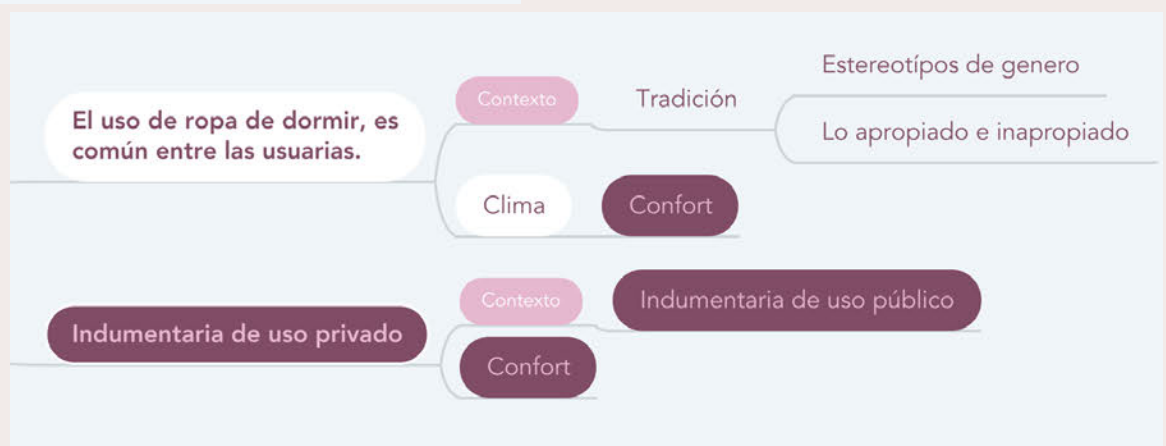 El uso de ropa de dormir, es
común entre las usuarias.
Contexto
Tradición
Estereotípos de genero
Lo apropiado e inapropiado
Clima
Confort
Indumentaria de uso privado
Contexto
Indumentaria de uso público
Confort